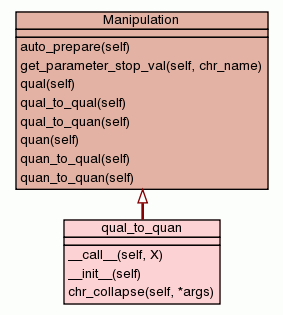 Manipulation
auto_prepare(self)
get_parameter_stop_val(self, chr_name)
qual(self)
qual_to_qual(self)
qual_to_quan(self)
quan(self)
quan_to_qual(self)
quan_to_quan(self)
qual_to_quan
__call__(self, X)
__init__(self)
chr_collapse(self, *args)